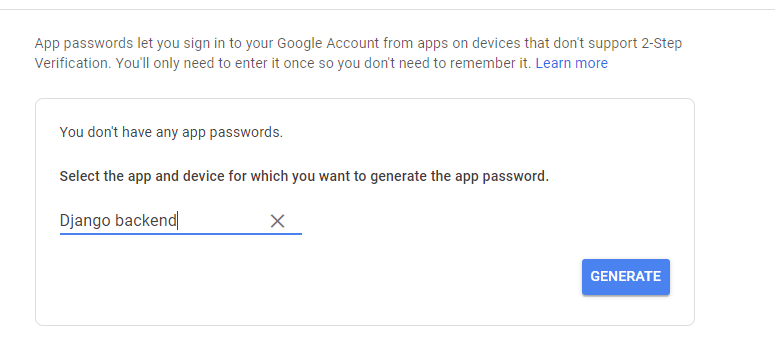 App passwords let you sign in to your Google Account from apps on devices that don't support 2-Step
Verification. You'll only need to enter it once so you don't need to remember it. Learn more
You don't have any app passwords.
Select the app and device for which you want to generate the app password.
Django backend
GENERATE